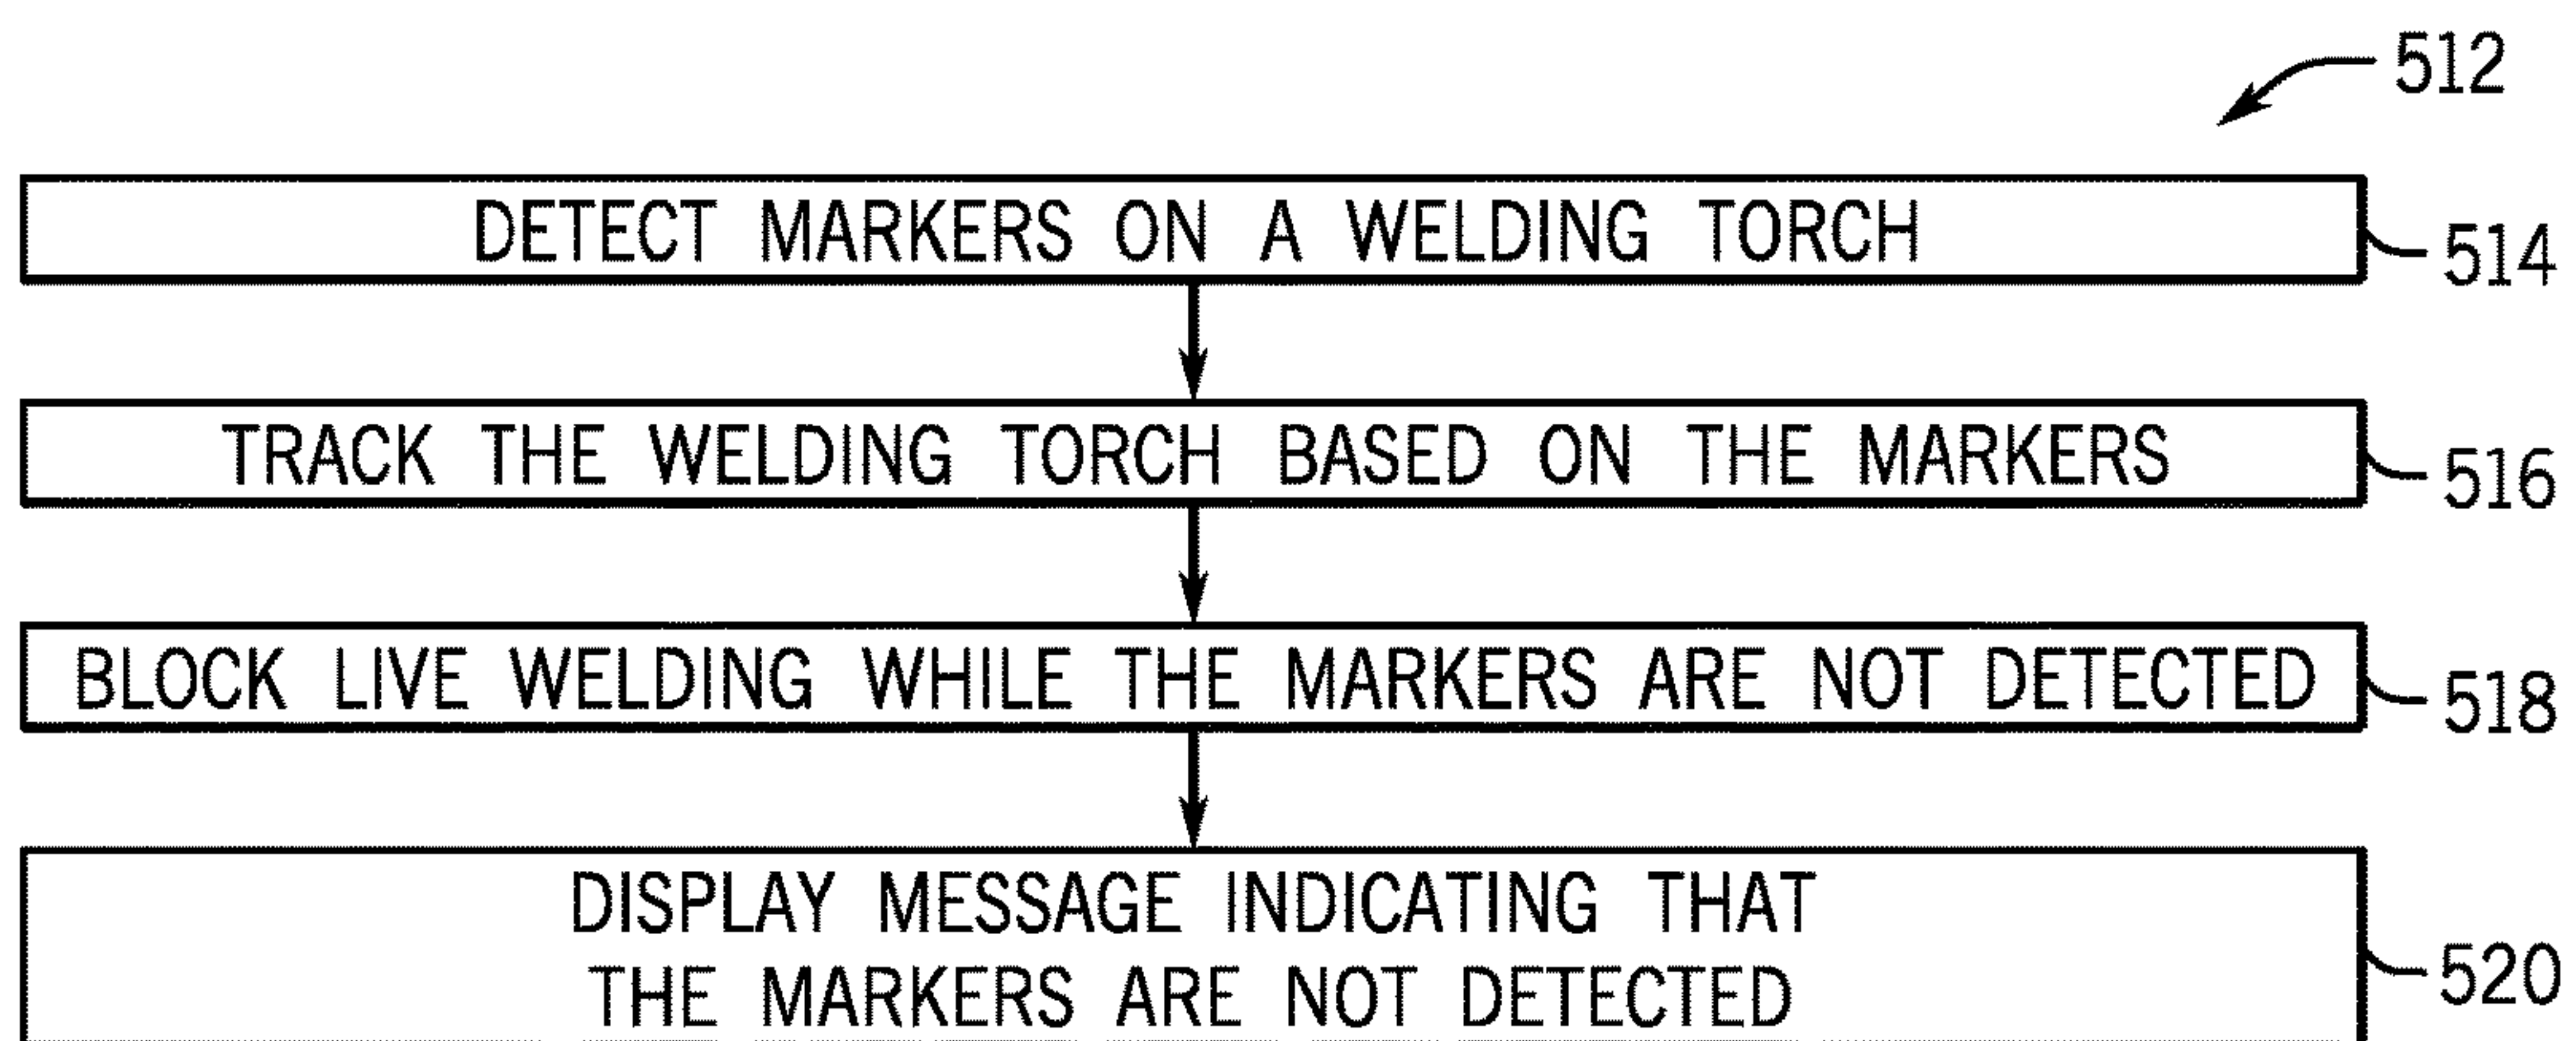 512
DETECT MARKERS ON A WELDING TORCH
514
TRACK THE WELDING TORCH BASED ON THE MARKERS
516
BLOCK LIVE WELDING WHILE THE MARKERS ARE NOT DETECTED
518
DISPLAY MESSAGE INDICATING THAT
THE MARKERS ARE NOT DETECTED
520